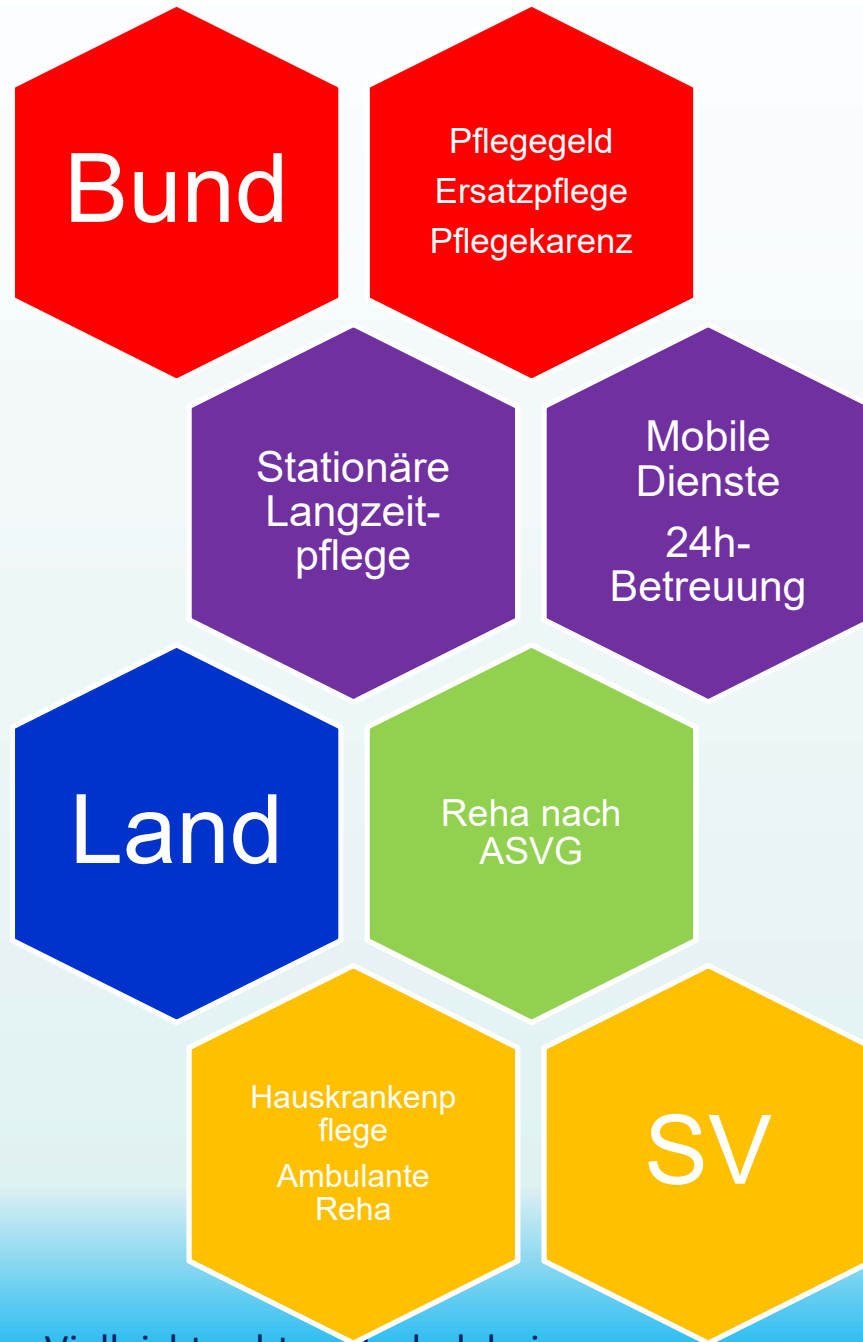 Bund
Pflegegeld
Ersatzpflege
Pflegekarenz
Stationäre
Langzeit-
pflege
Mobile
Dienste
24h-
Betreuung
Land
Reha nach
ASVG
Hauskrankenp
flege
Ambulante
Reha
SV